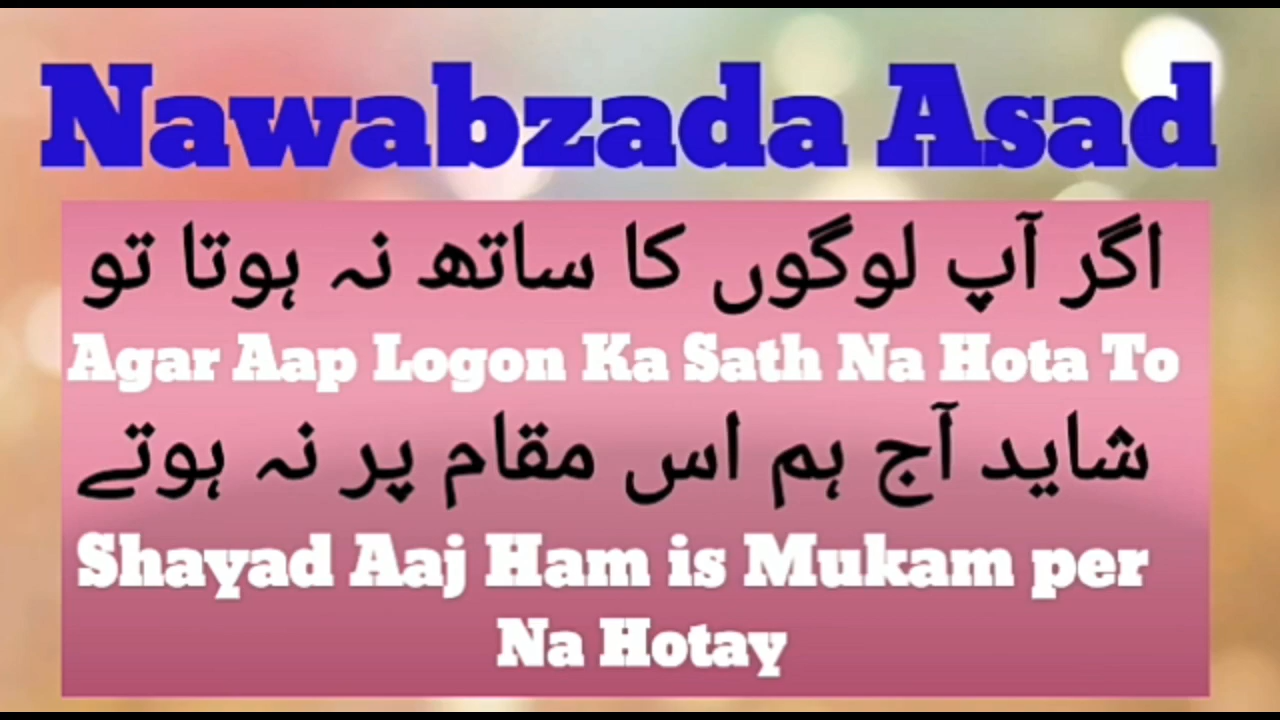 Nawabzada Asad
اگر آپ لوگوں کا ساتھ نہ ہوتا تو
Agar Aap Logon Ka Sath Na Hota To
شاید آج ہم اس مقام پر نہ ہوتے
Shayad Aaj Ham is Mukam per
Na Hotay